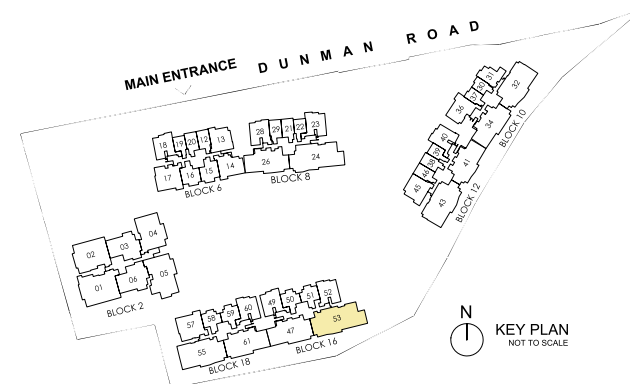 DUNMAN ROAD
MAIN ENTRANCE
31
30
37
32
36
34
BLOCK 10
40
39
38
46
45
41
43
BLOCK 12
18 19 20 12 13
17 16 15 14
BLOCK 6
28 29 21 22 23
26 24
BLOCK 8
02 03 04
01 06 05
BLOCK 2
57 58 59 60
55 61
BLOCK 18
49 50 51 52
47 53
BLOCK 16
N
KEY PLAN
NOT TO SCALE